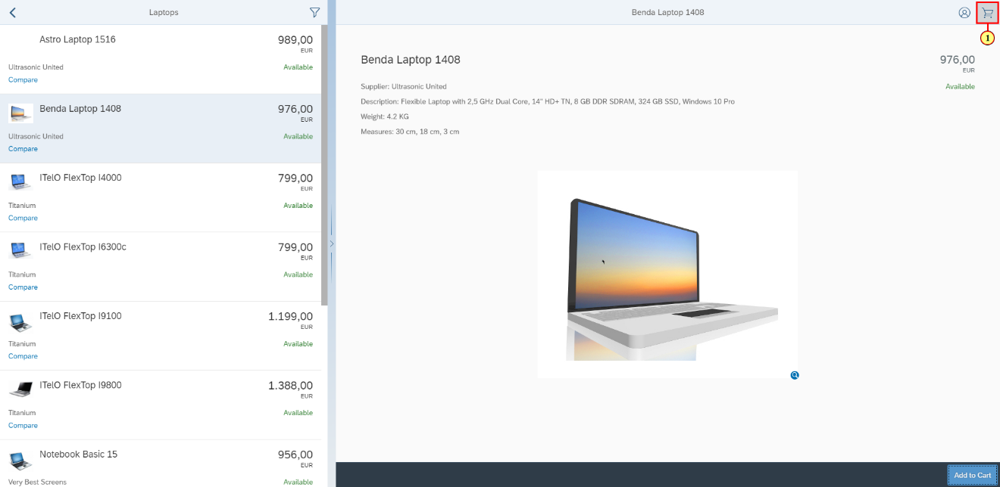 Laptops
Astro Laptop 1516 989,00
EUR
Ultrasonic United Available
Compare
Benda Laptop 1408 976,00
EUR
Ultrasonic United Available
Compare
ITelO FlexTop I4000 799,00
EUR
Titanium Available
Compare
ITelO FlexTop I6300c 799,00
EUR
Titanium Available
Compare
ITelO FlexTop I9100 1.199,00
EUR
Titanium Available
Compare
ITelO FlexTop I9800 1.388,00
EUR
Titanium Available
Compare
Notebook Basic 15 956,00
EUR
Very Best Screens Available
Benda Laptop 1408
1
Benda Laptop 1408 976,00
EUR
Supplier: Ultrasonic United Available
Description: Flexible Laptop with 2,5 GHz Dual Core, 14" HD+ TN, 8 GB DDR SDRAM, 324 GB SSD, Windows 10 Pro
Weight: 4.2 KG
Measures: 30 cm, 18 cm, 3 cm
Add to Cart